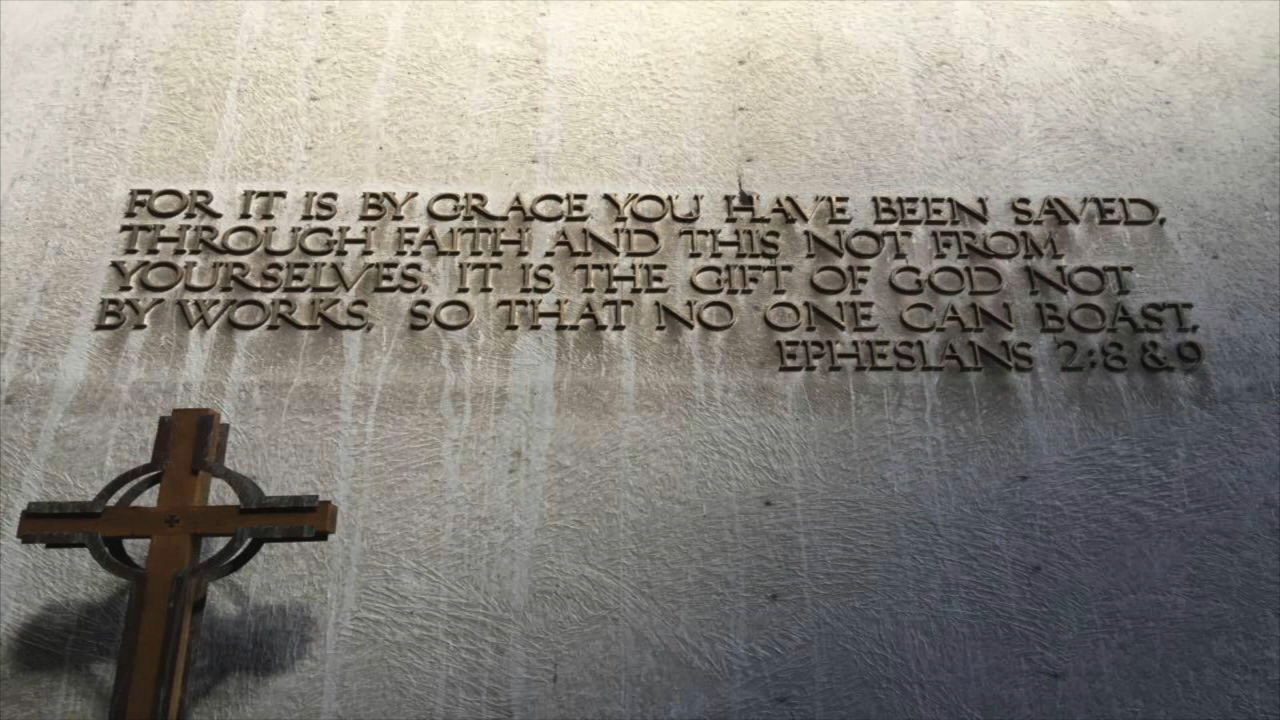 FOR IT IS BY GRACE YOU HAVE BEEN SAVED,
THROUGH FAITH AND THIS NOT FROM
YOURSELVES, IT IS THE GIFT OF GOD NOT
BY WORKS, SO THAT NO ONE CAN BOAST.
EPHESIANS 2:8 & 9